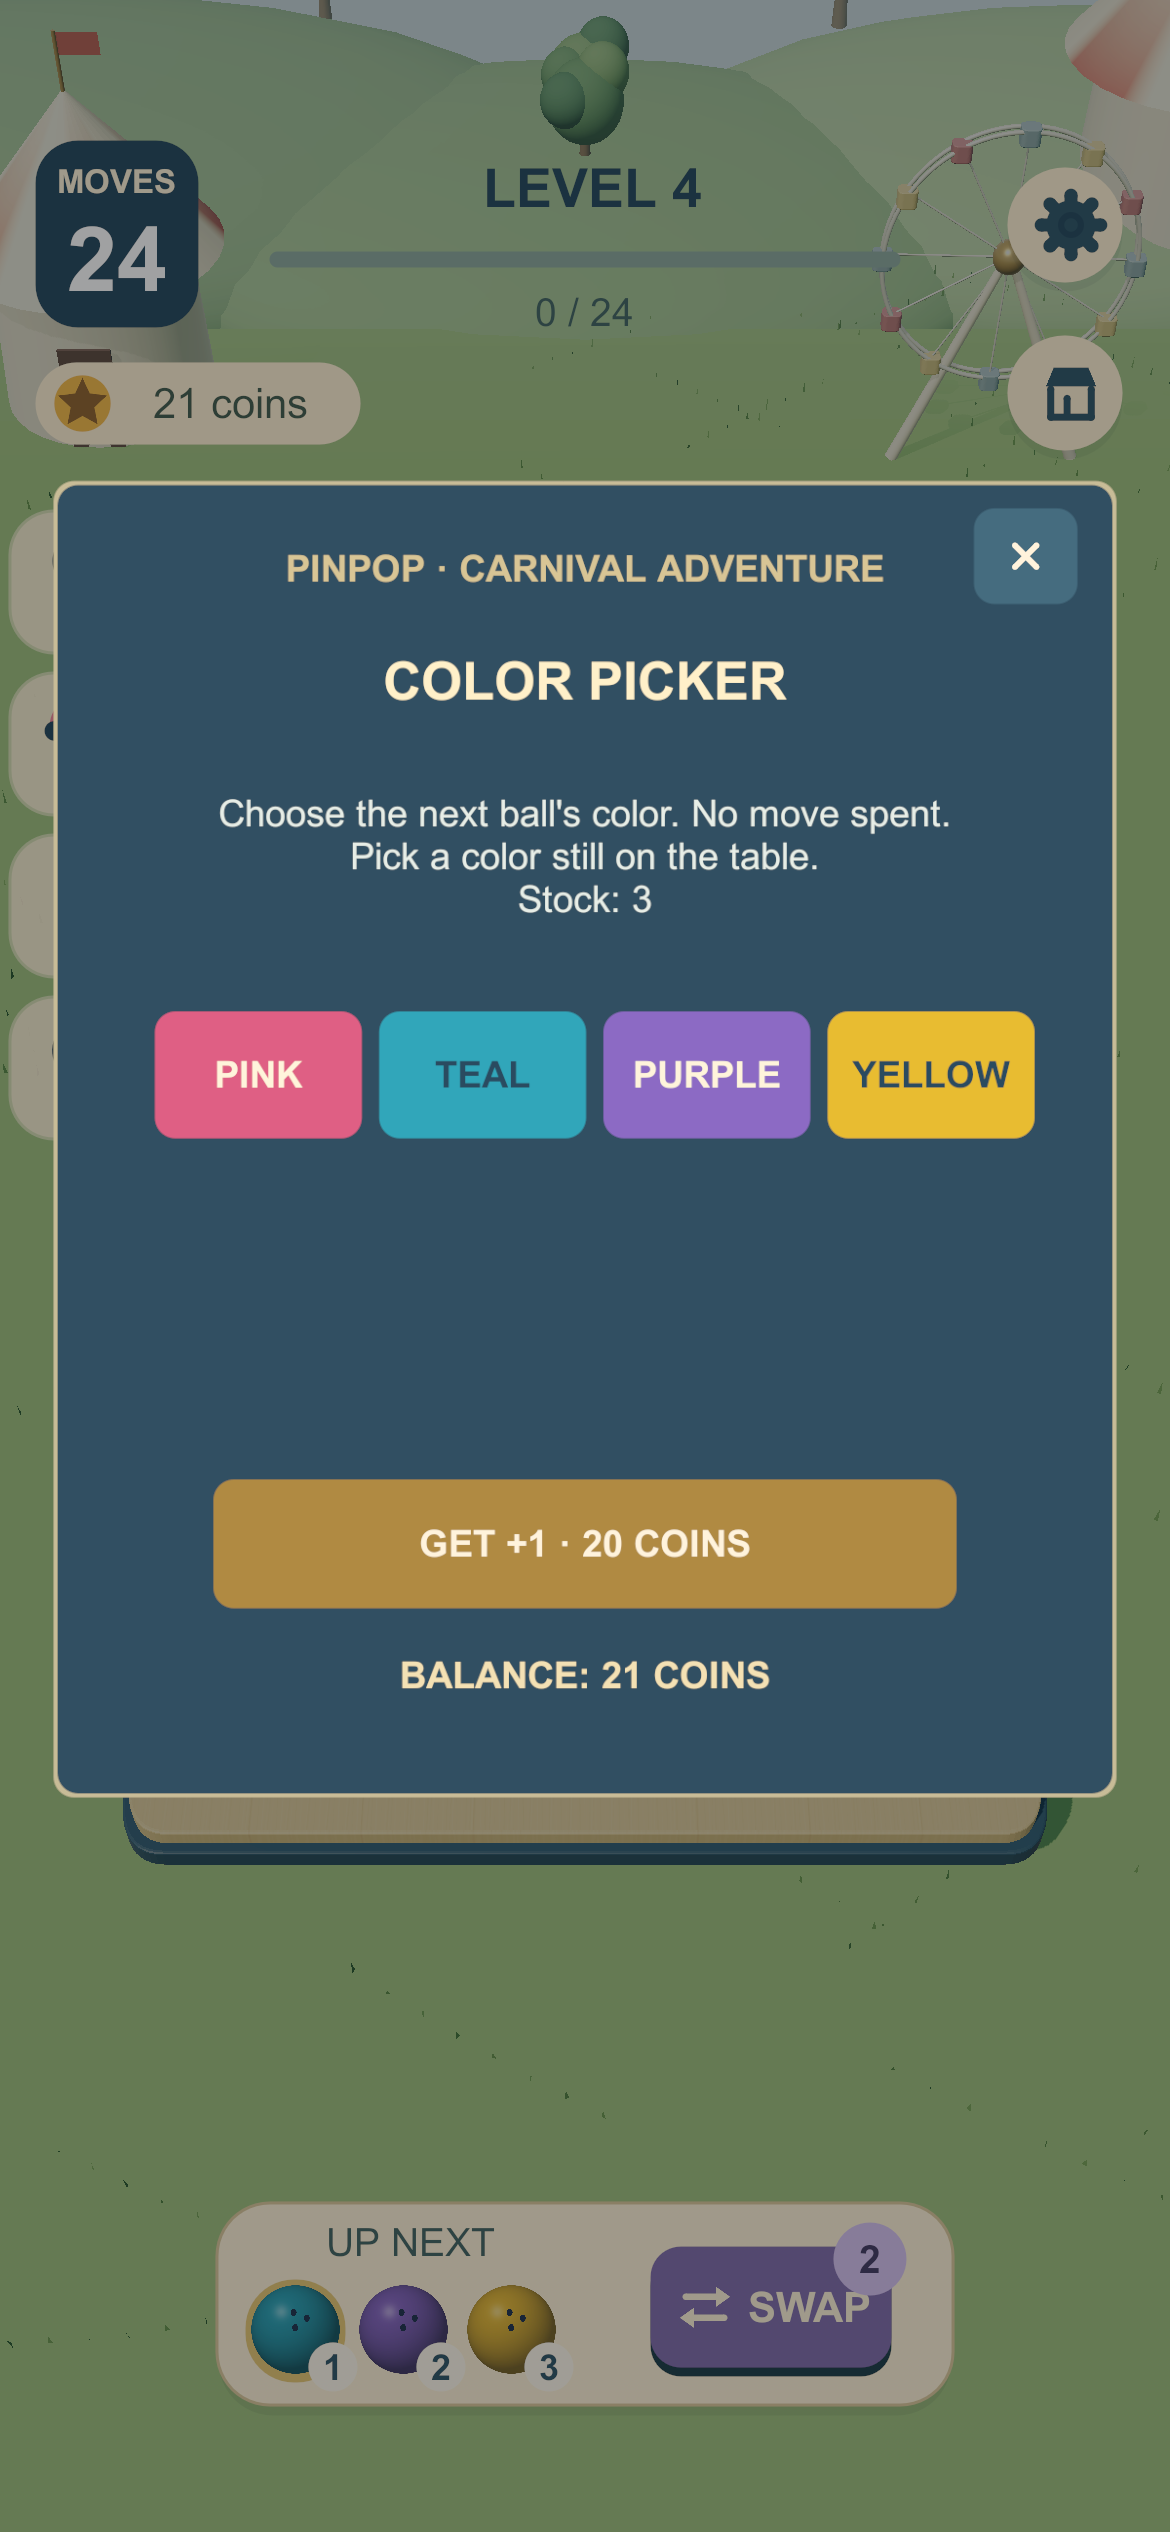 MOVES
24
LEVEL 4
0 / 24
21 coins
PINPOP · CARNIVAL ADVENTURE
COLOR PICKER
Choose the next ball's color. No move spent.
Pick a color still on the table.
Stock: 3
PINK
TEAL
PURPLE
YELLOW
GET +1 · 20 COINS
BALANCE: 21 COINS
UP NEXT
1
2
3
SWAP
2